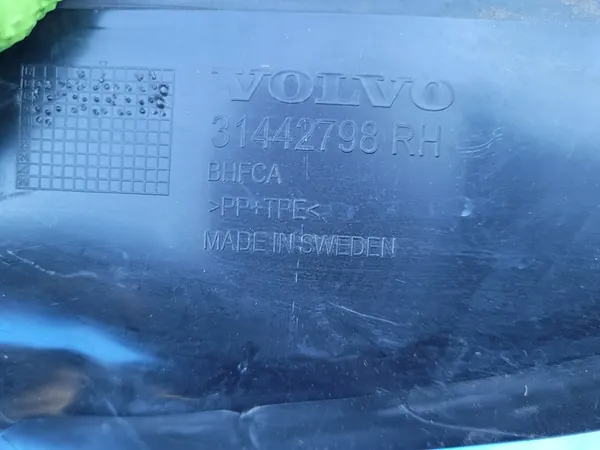 VOLVO
31442798 RH
BHFCA
>PP+TPE<
MADE IN SWEDEN